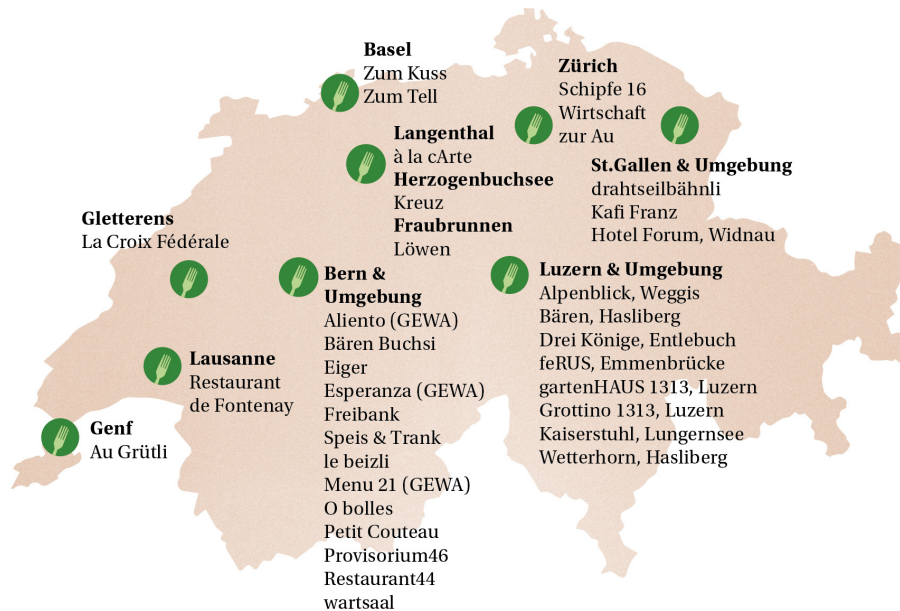 Basel
Zum Kuss
Zum Tell
Zürich
Schipfe 16
Wirtschaft
zur Au
Langenthal
à la cArte
Herzogenbuchsee
Kreuz
Fraubrunnen
Löwen
St.Gallen & Umgebung
drahtseilbähnli
Kafi Franz
Hotel Forum, Widnau
Gletterens
La Croix Fédérale
Bern &
Umgebung
Aliento (GEWA)
Bären Buchsi
Eiger
Esperanza (GEWA)
Freibank
Speis & Trank
le beizli
Menu 21 (GEWA)
O bolles
Petit Couteau
Provisorium46
Restaurant44
wartsaal
Luzern & Umgebung
Alpenblick, Weggis
Bären, Hasliberg
Drei Könige, Entlebuch
feRUS, Emmenbrücke
gartenHAUS 1313, Luzern
Grottino 1313, Luzern
Kaiserstuhl, Lungernsee
Wetterhorn, Hasliberg
Lausanne
Restaurant
de Fontenay
Genf
Au Grütli